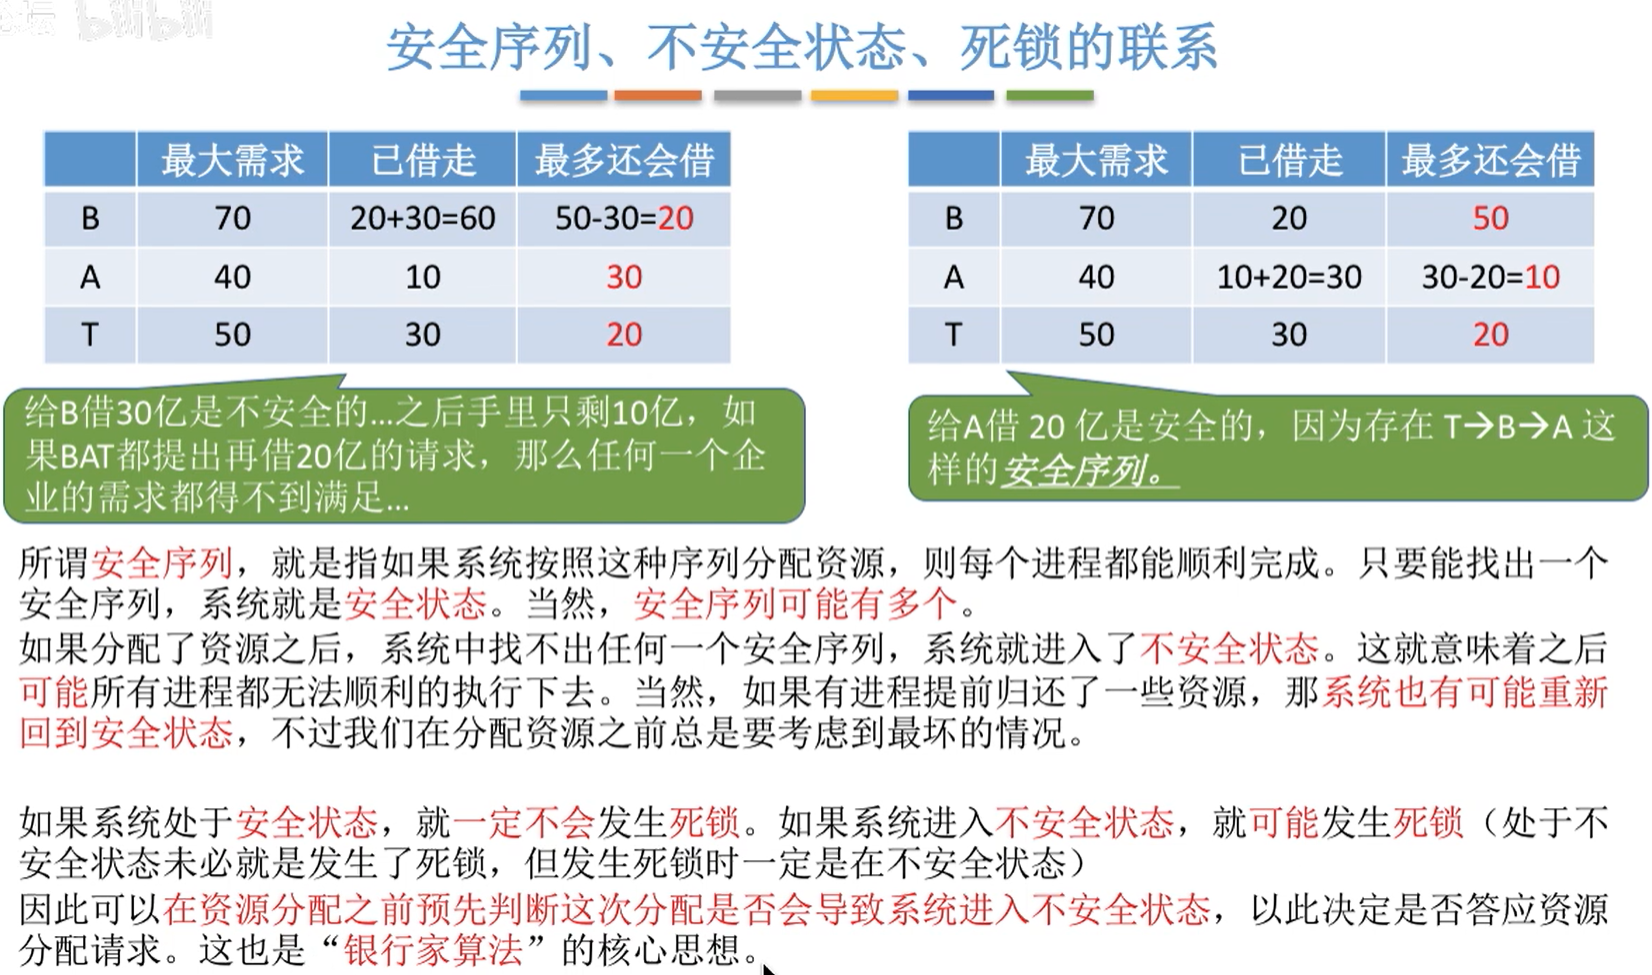 bilibili
安全序列、不安全状态、死锁的联系
最大需求 已借走 最多还会借
B 70 20+30=60 50-30=20
A 40 10 30
T 50 30 20
最大需求 已借走 最多还会借
B 70 20 50
A 40 10+20=30 30-20=10
T 50 30 20
给B借30亿是不安全的...之后手里只剩10亿，如
果BAT都提出再借20亿的请求，那么任何一个企
业的需求都得不到满足...
给A借 20 亿是安全的，因为存在 T→B→A 这
样的安全序列。
所谓安全序列，就是指如果系统按照这种序列分配资源，则每个进程都能顺利完成。只要能找出一个
安全序列，系统就是安全状态。当然，安全序列可能有多个。
如果分配了资源之后，系统中找不出任何一个安全序列，系统就进入了不安全状态。这就意味着之后
可能所有进程都无法顺利的执行下去。当然，如果有进程提前归还了一些资源，那系统也有可能重新
回到安全状态，不过我们在分配资源之前总是要考虑到最坏的情况。
如果系统处于安全状态，就一定不会发生死锁。如果系统进入不安全状态，就可能发生死锁（处于不
安全状态未必就是发生了死锁，但发生死锁时一定是在不安全状态）
因此可以在资源分配之前预先判断这次分配是否会导致系统进入不安全状态，以此决定是否答应资源
分配请求。这也是“银行家算法”的核心思想。